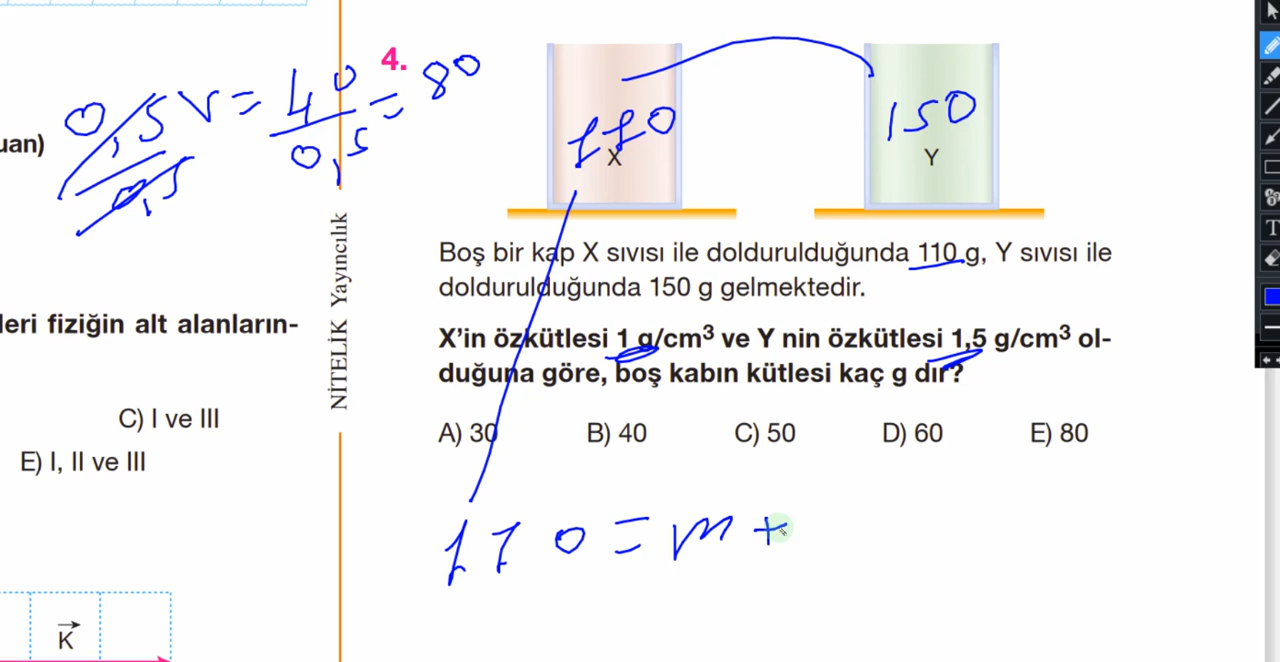 uan)
leri fiziğin alt alanların-
C) I ve III
E) I, II ve III
K
NİTELİK Yayıncılık
0,5 V = 40 / 0,5 = 80
0,5
4.
110
X
150
Y
Boş bir kap X sıvısı ile doldurulduğunda 110 g, Y sıvısı ile
doldurulduğunda 150 g gelmektedir.
X’in özkütlesi 1 g/cm³ ve Y nin özkütlesi 1,5 g/cm³ ol-
duğuna göre, boş kabın kütlesi kaç g dır?
A) 30 B) 40 C) 50 D) 60 E) 80
110 = m +
T